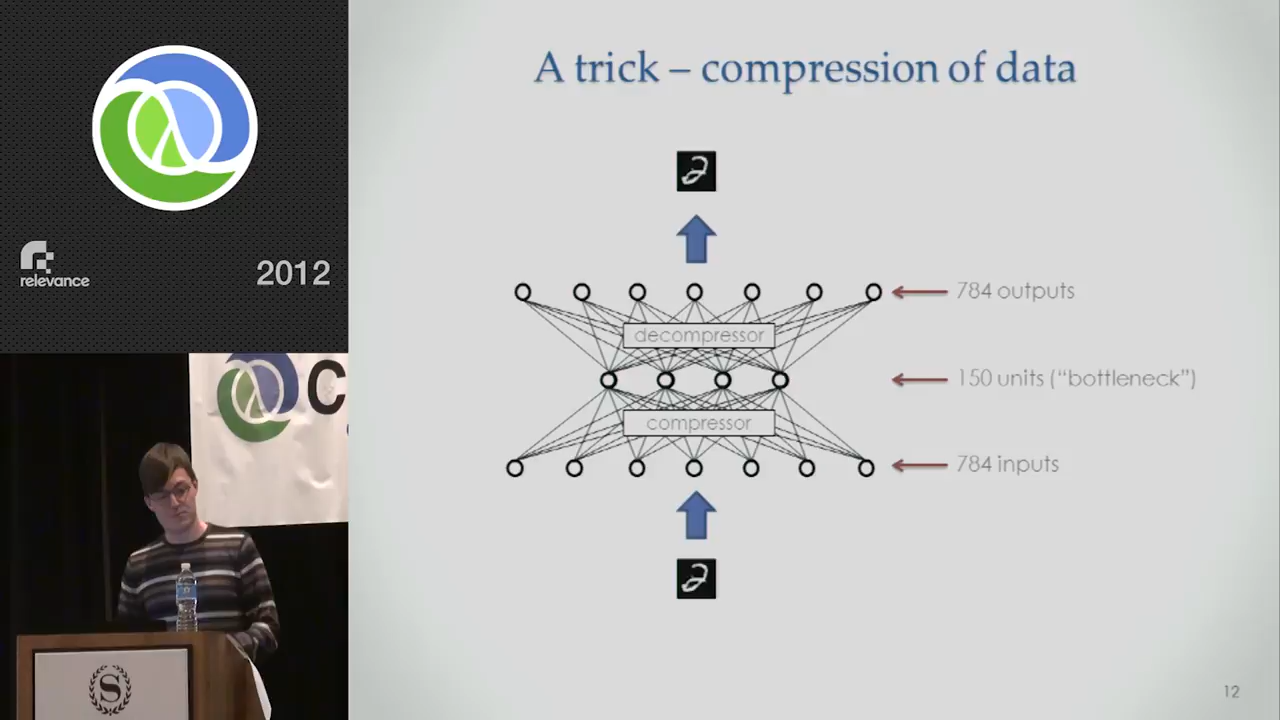 A trick – compression of data
relevance
2012
784 outputs
decompressor
150 units ("bottleneck")
compressor
784 inputs
C
S
12